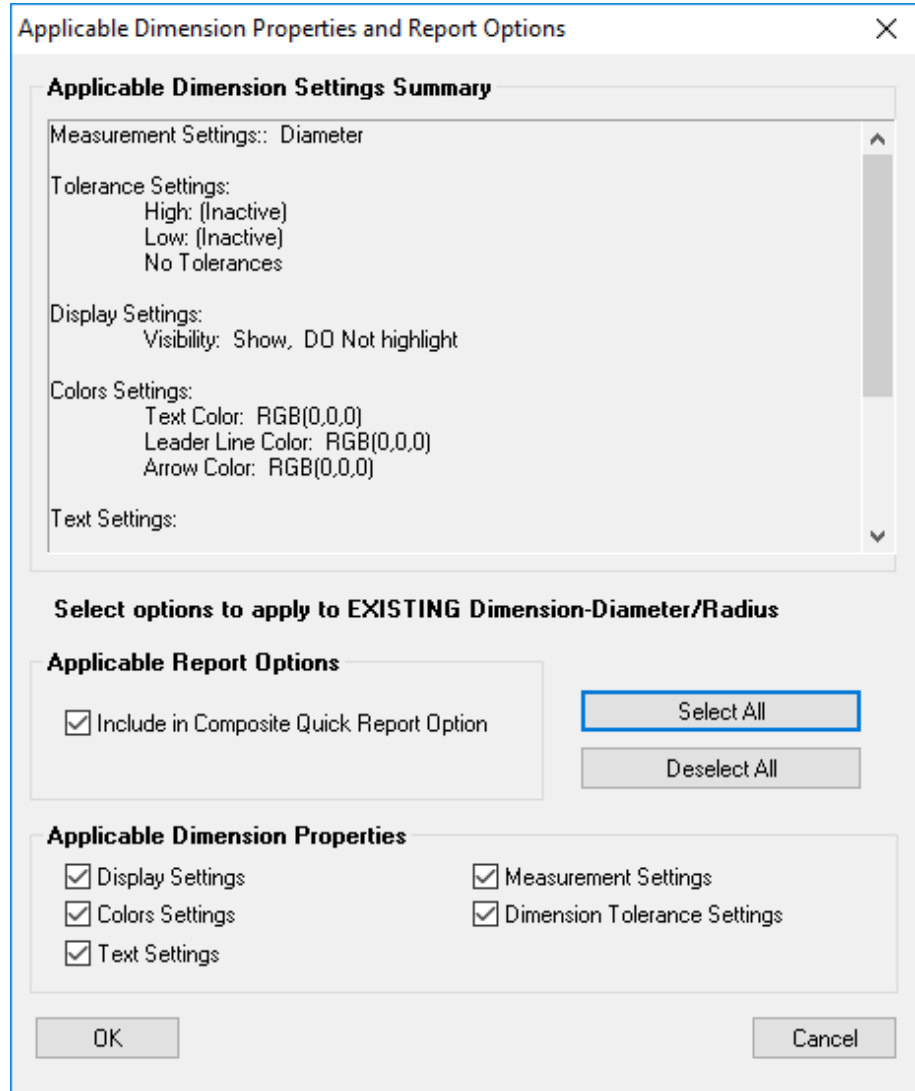 Applicable Dimension Properties and Report Options
Applicable Dimension Settings Summary
Measurement Settings:: Diameter
Tolerance Settings:
High: (Inactive)
Low: (Inactive)
No Tolerances
Display Settings:
Visibility: Show, DO Not highlight
Colors Settings:
Text Color: RGB(0,0,0)
Leader Line Color: RGB(0,0,0)
Arrow Color: RGB(0,0,0)
Text Settings:
Select options to apply to EXISTING Dimension-Diameter/Radius
Applicable Report Options
Include in Composite Quick Report Option
Select All
Deselect All
Applicable Dimension Properties
Display Settings
Measurement Settings
Colors Settings
Dimension Tolerance Settings
Text Settings
OK
Cancel